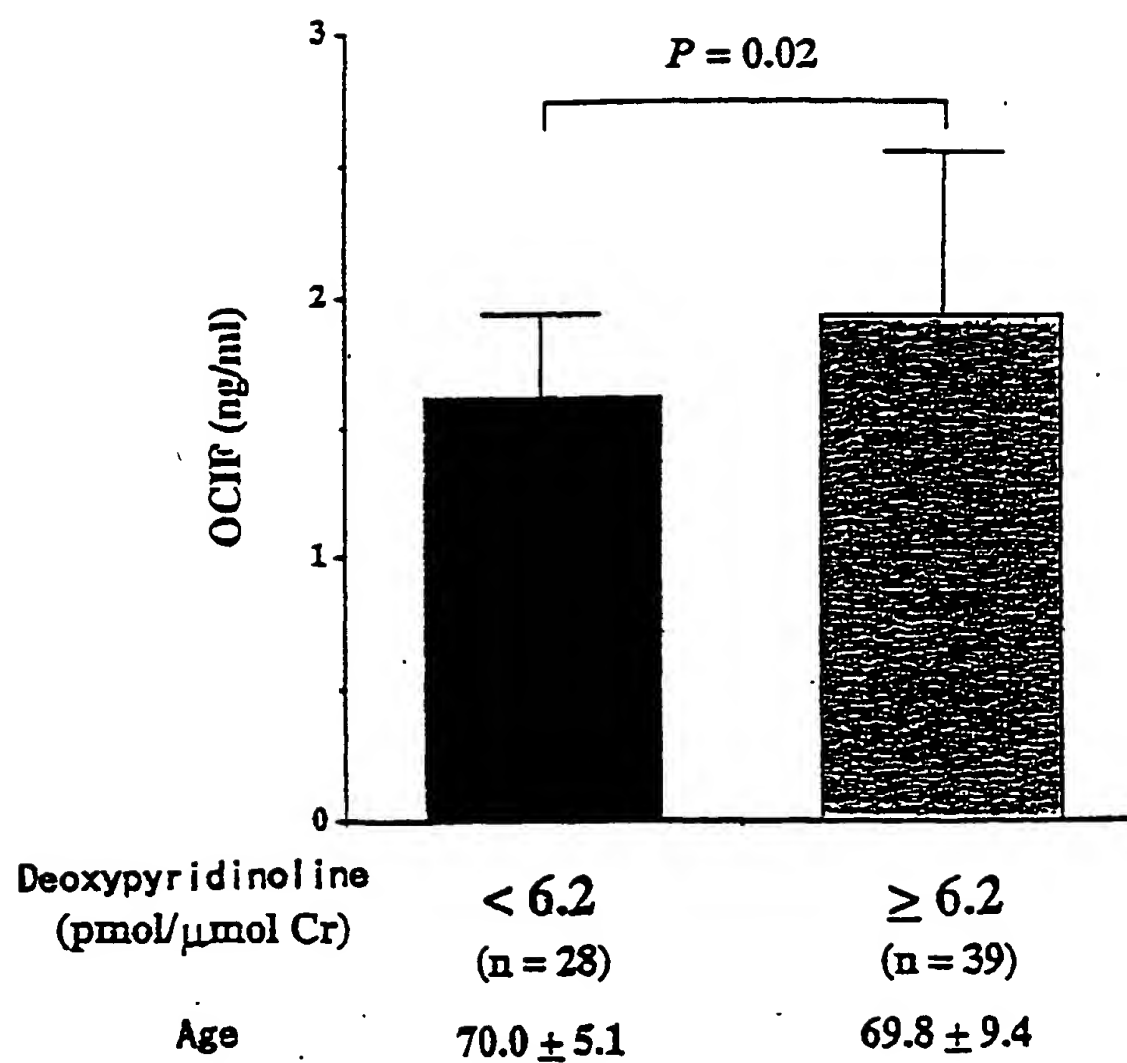 3
P = 0.02
2
OCIF (ng/ml)
1
0
Deoxypyridinoline < 6.2 ≥ 6.2
(pmol/μmol Cr) (n = 28) (n = 39)
Age 70.0 ± 5.1 69.8 ± 9.4